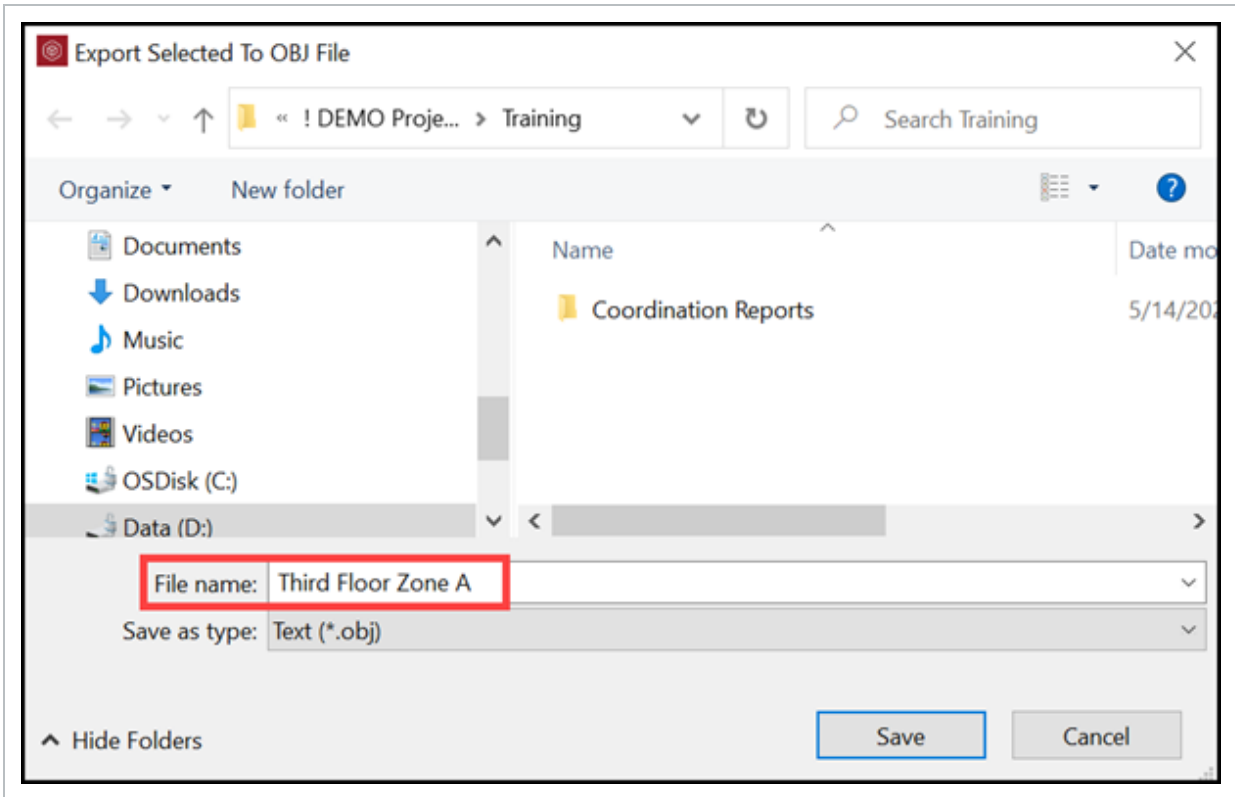 Export Selected To OBJ File
« ! DEMO Proje... > Training
Search Training
Organize
New folder
?
Documents
Downloads
Music
Pictures
Videos
OSDisk (C:)
Data (D:)
Name
Date mo
Coordination Reports
5/14/202
File name: Third Floor Zone A
Save as type: Text (*.obj)
Hide Folders
Save
Cancel